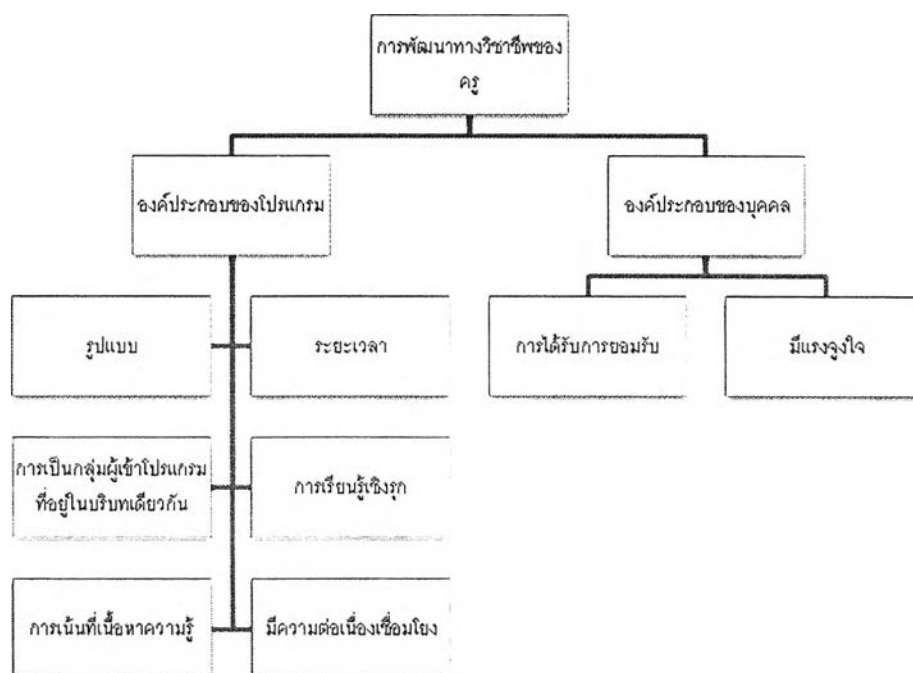 การพัฒนาทางวิชาชีพของ
ครู
องค์ประกอบของโปรแกรม
องค์ประกอบของบุคคล
รูปแบบ
ระยะเวลา
การได้รับการยอมรับ
มีแรงจูงใจ
การเป็นกลุ่มผู้เข้าโปรแกรม
ที่อยู่ในบริบทเดียวกัน
การเรียนรู้เชิงรุก
การเน้นที่เนื้อหาความรู้
มีความต่อเนื่องเชื่อมโยง